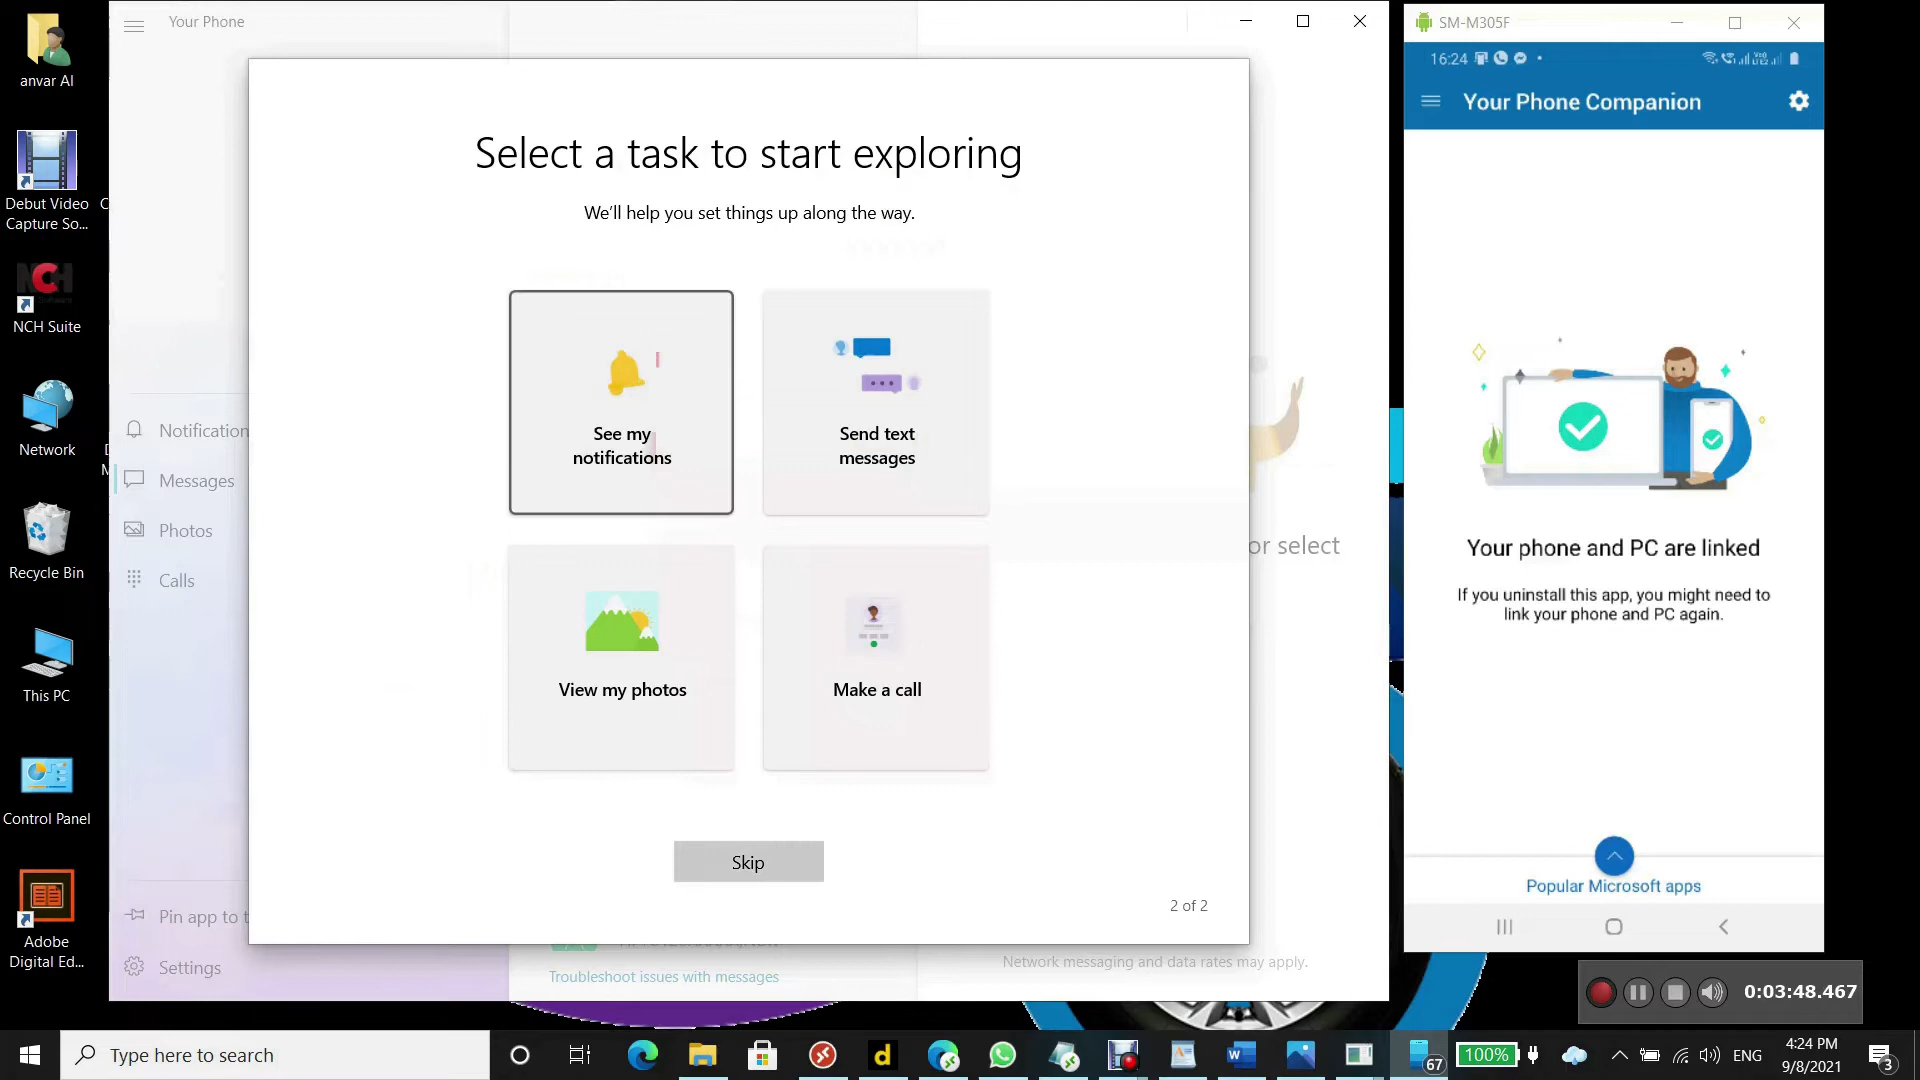 anvar Al
Debut Video
Capture So...
NCH
NCH Suite
Network
Recycle Bin
This PC
Control Panel
Adobe
Digital Ed...
Your Phone
Notification
Messages
Photos
Calls
Pin app to t
Settings
Select a task to start exploring
We'll help you set things up along the way.
See my
notifications
Send text
messages
View my photos
Make a call
Skip
2 of 2
or select
Troubleshoot issues with messages
Network messaging and data rates may apply.
SM-M305F
16:24
Your Phone Companion
Your phone and PC are linked
If you uninstall this app, you might need to
link your phone and PC again.
Popular Microsoft apps
0:03:48.467
Type here to search
d
67
100%
ENG
4:24 PM
9/8/2021
3